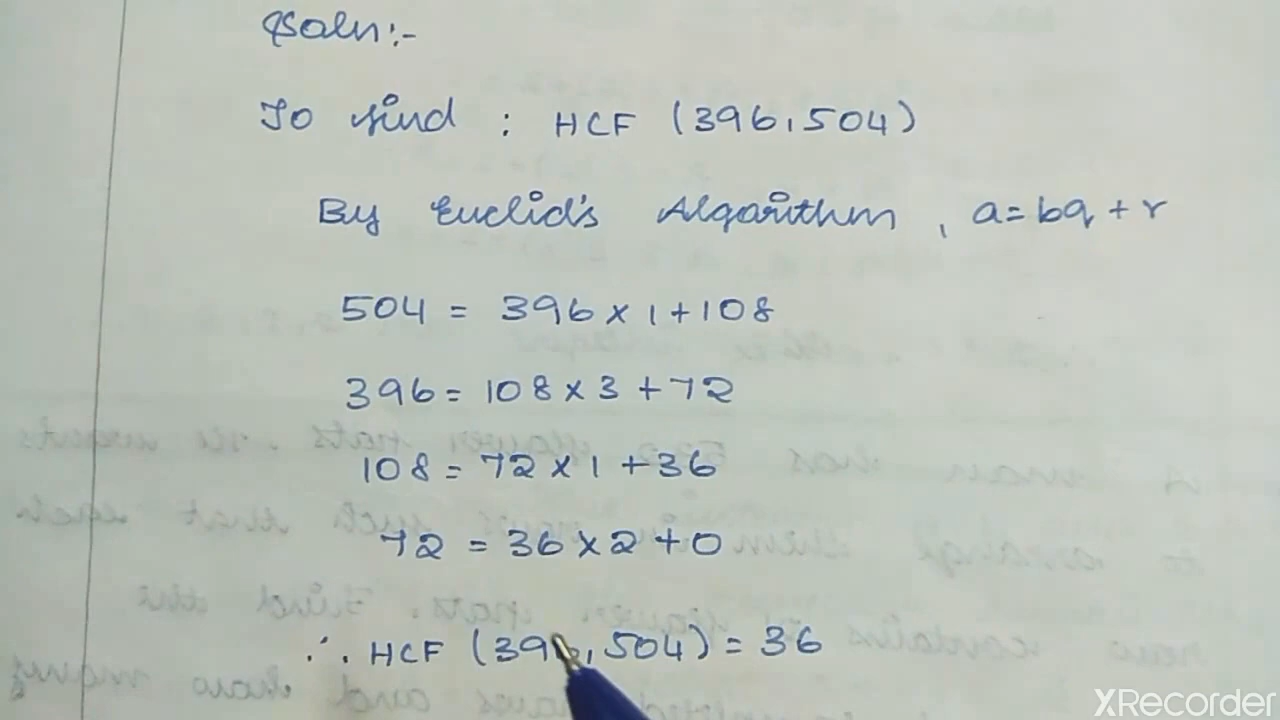 Soln:-
To find : HCF (396, 504)
By Euclid's Algorithm, a=bq+r
504 = 396 × 1 + 108
396 = 108 × 3 + 72
108 = 72 × 1 + 36
72 = 36 × 2 + 0
∴ HCF (396, 504) = 36
XRecorder